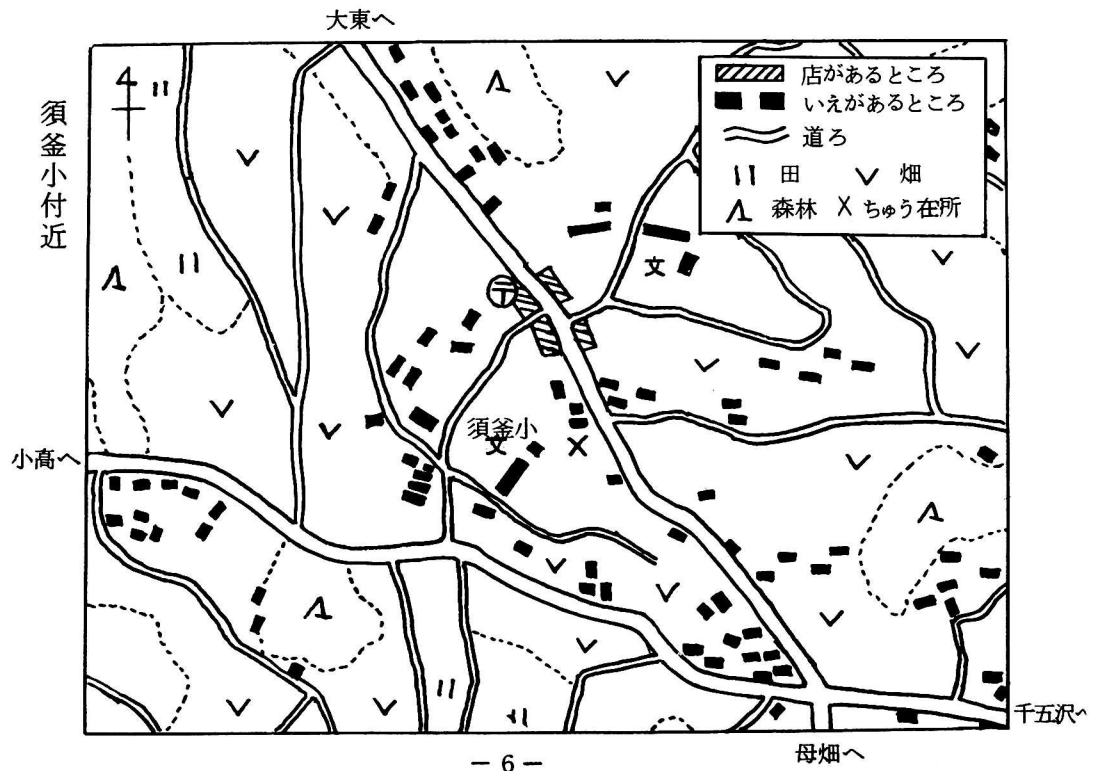 大東へ
須釜小付近
店があるところ
いえがあるところ
道ろ
田 畑
森林 ちゅう在所
文
須釜小
文
小高へ
千五沢へ
母畑へ
－6－